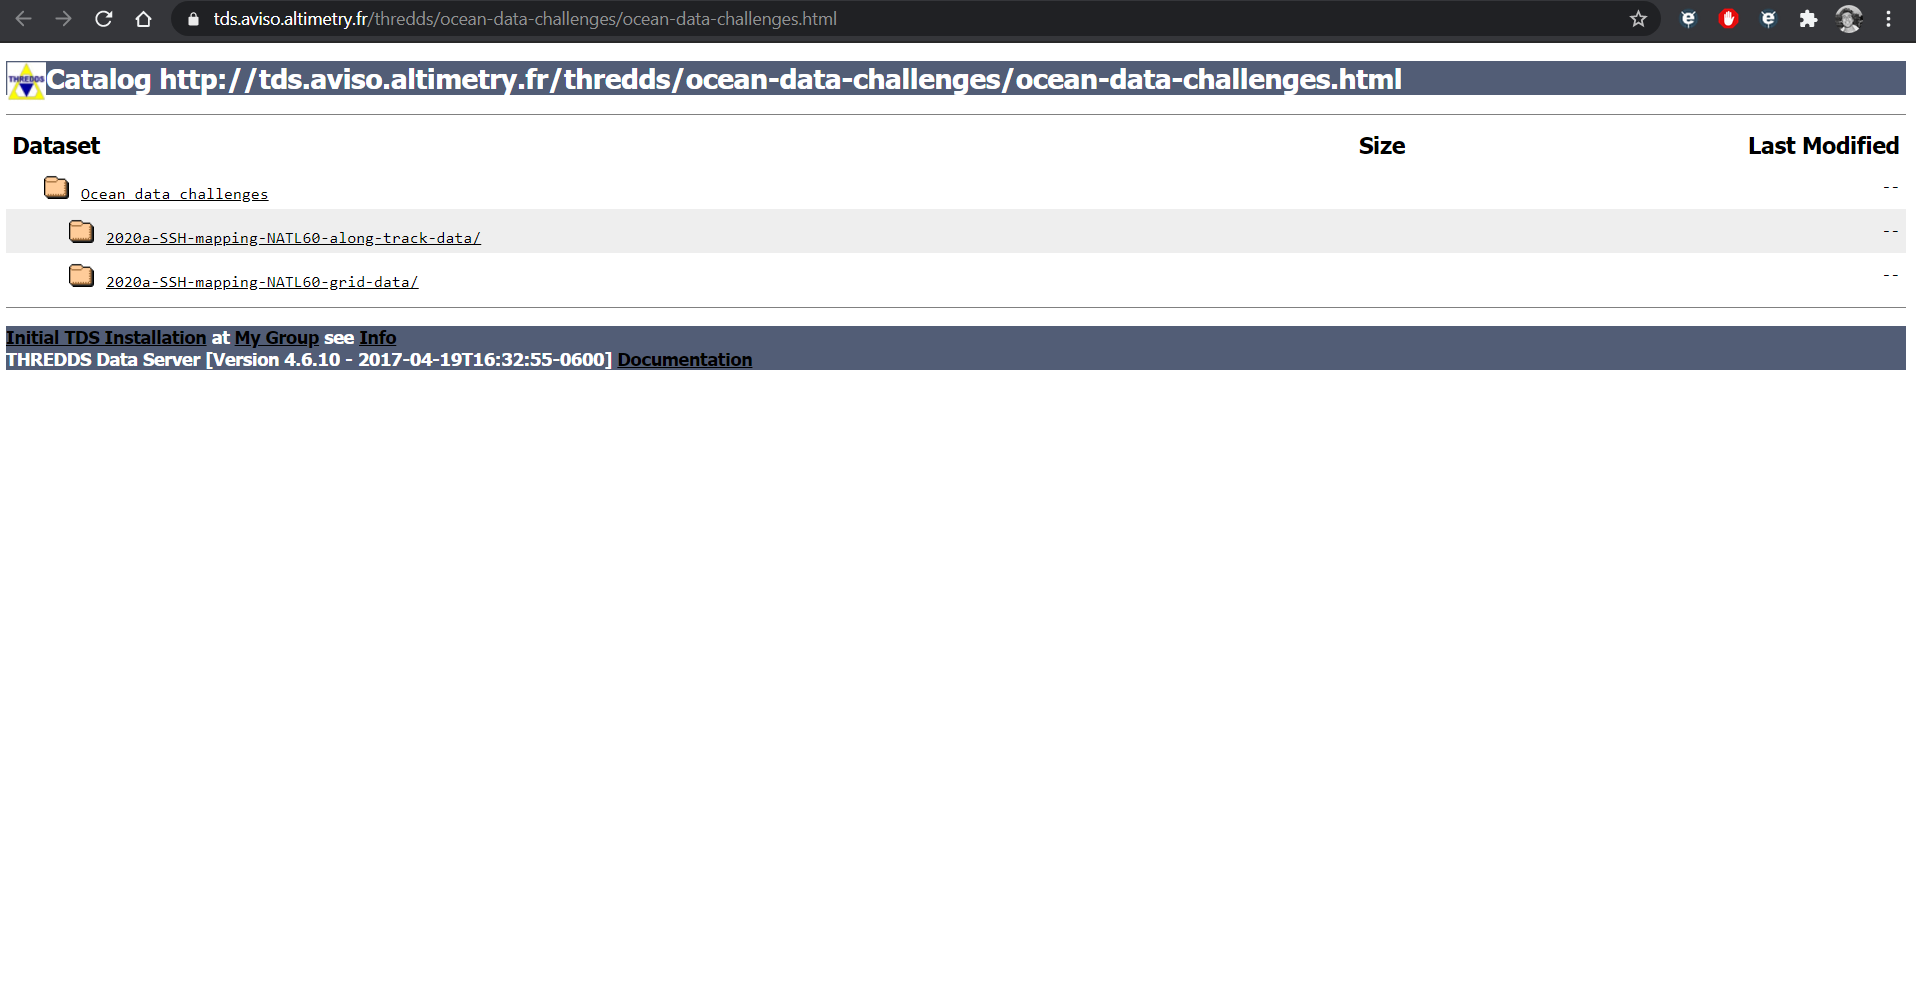 tds.aviso.altimetry.fr/thredds/ocean-data-challenges/ocean-data-challenges.html
THREDDS
Catalog http://tds.aviso.altimetry.fr/thredds/ocean-data-challenges/ocean-data-challenges.html
Dataset Size Last Modified
Ocean data challenges --
2020a-SSH-mapping-NATL60-along-track-data/ --
2020a-SSH-mapping-NATL60-grid-data/ --
Initial TDS Installation at My Group see Info
THREDDS Data Server [Version 4.6.10 - 2017-04-19T16:32:55-0600] Documentation